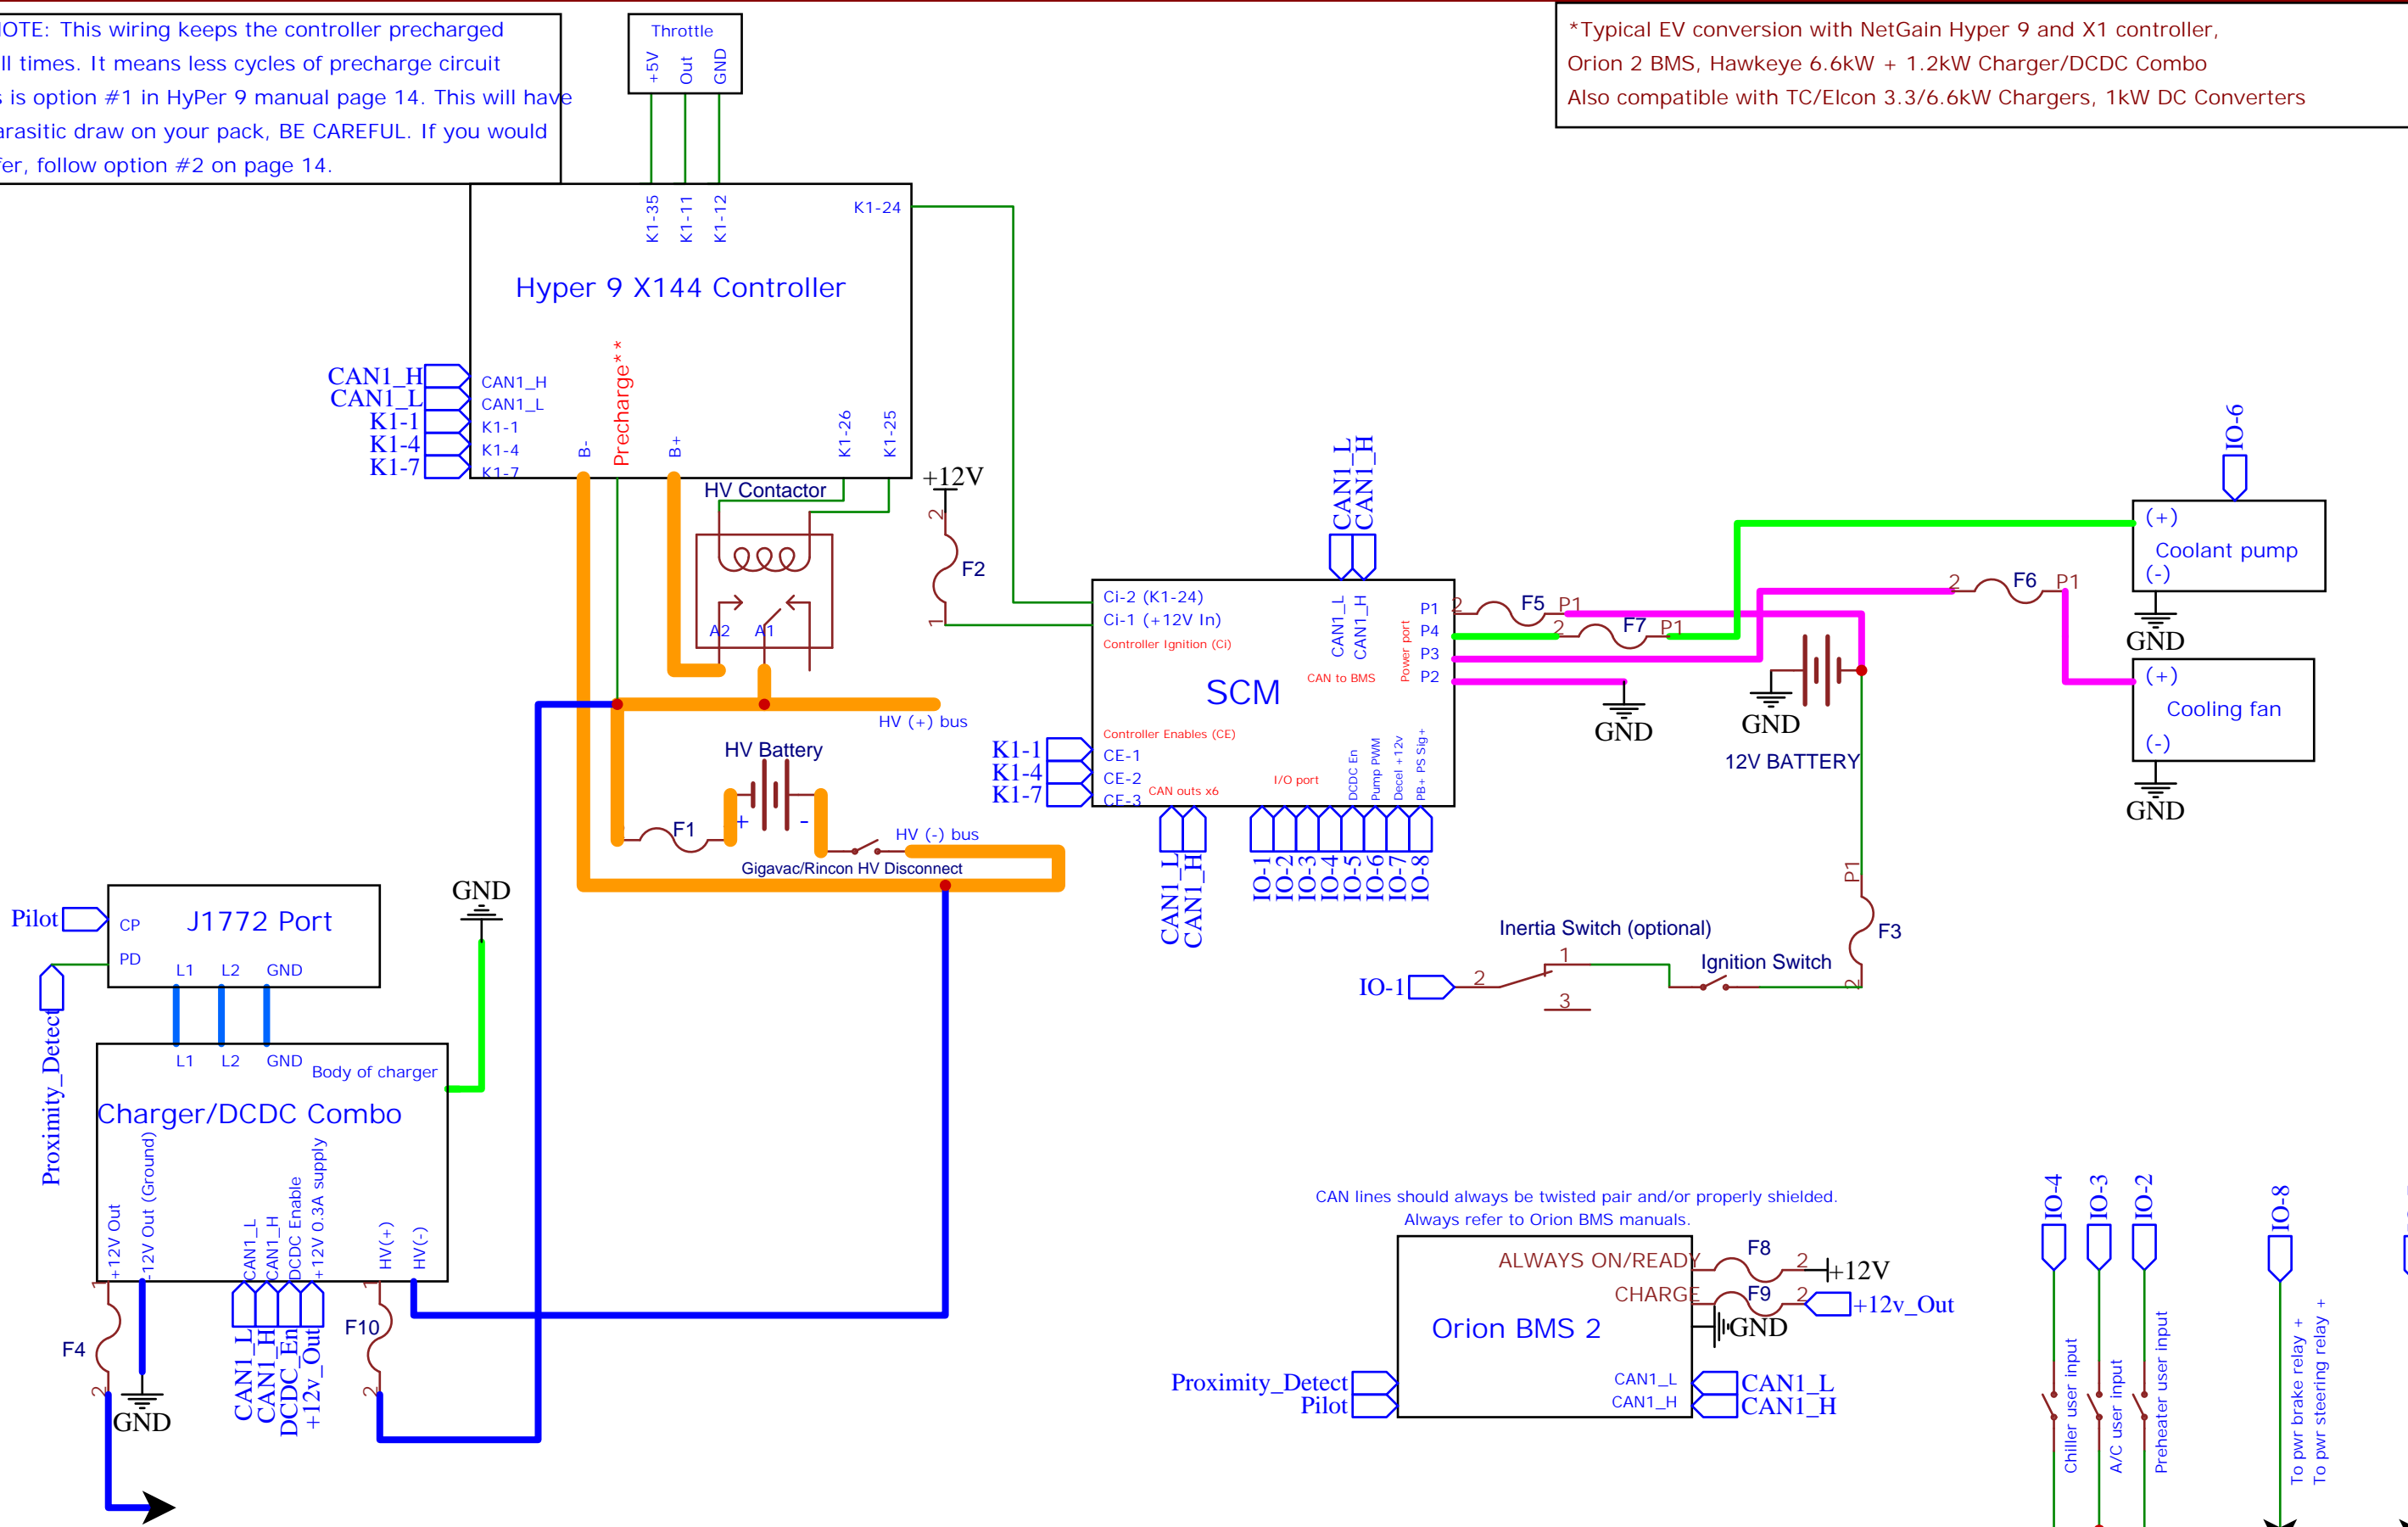 NOTE: This wiring keeps the controller precharged
ll times. It means less cycles of precharge circuit
s is option #1 in HyPer 9 manual page 14. This will have
arasitic draw on your pack, BE CAREFUL. If you would
fer, follow option #2 on page 14.
Throttle
+5V
Out
GND
*Typical EV conversion with NetGain Hyper 9 and X1 controller,
Orion 2 BMS, Hawkeye 6.6kW + 1.2kW Charger/DCDC Combo
Also compatible with TC/Elcon 3.3/6.6kW Chargers, 1kW DC Converters
K1-35
K1-11
K1-12
K1-24
Hyper 9 X144 Controller
CAN1_H
CAN1_L
K1-1
K1-4
K1-7
CAN1_H
CAN1_L
K1-1
K1-4
K1-7
B-
Precharge**
B+
K1-26
K1-25
HV Contactor
A2
A1
+12V
2
F2
1
CAN1_L
CAN1_H
Ci-2 (K1-24)
Ci-1 (+12V In)
Controller Ignition (Ci)
CAN1_L
CAN1_H
CAN to BMS
Power port
P1
P4
P3
P2
SCM
Controller Enables (CE)
K1-1
K1-4
K1-7
CE-1
CE-2
CE-3
CAN outs x6
I/O port
DCDC En
Pump PWM
Decel +12v
PB+ PS Sig+
CAN1_L
CAN1_H
IO-1
IO-2
IO-3
IO-4
IO-5
IO-6
IO-7
IO-8
2
F5
P1
2
F7
P1
2
F6
P1
GND
GND
12V BATTERY
IO-6
(+)
Coolant pump
(-)
GND
(+)
Cooling fan
(-)
GND
HV (+) bus
HV Battery
+
-
F1
HV (-) bus
Gigavac/Rincon HV Disconnect
P1
F3
2
Inertia Switch (optional)
1
2
3
IO-1
Ignition Switch
GND
Pilot
CP
PD
J1772 Port
L1
L2
GND
Proximity_Detect
L1
L2
GND
Body of charger
Charger/DCDC Combo
+12V Out
-12V Out (Ground)
CAN1_L
CAN1_H
DCDC Enable
+12V 0.3A supply
HV(+)
HV(-)
1
F4
2
GND
CAN1_L
CAN1_H
DCDC_En
+12v_Out
1
F10
2
CAN lines should always be twisted pair and/or properly shielded.
Always refer to Orion BMS manuals.
ALWAYS ON/READY
CHARGE
Orion BMS 2
F8
2
+12V
F9
2
+12v_Out
GND
Proximity_Detect
Pilot
CAN1_L
CAN1_H
CAN1_L
CAN1_H
IO-4
IO-3
IO-2
IO-8
Chiller user input
A/C user input
Preheater user input
To pwr brake relay +
To pwr steering relay +